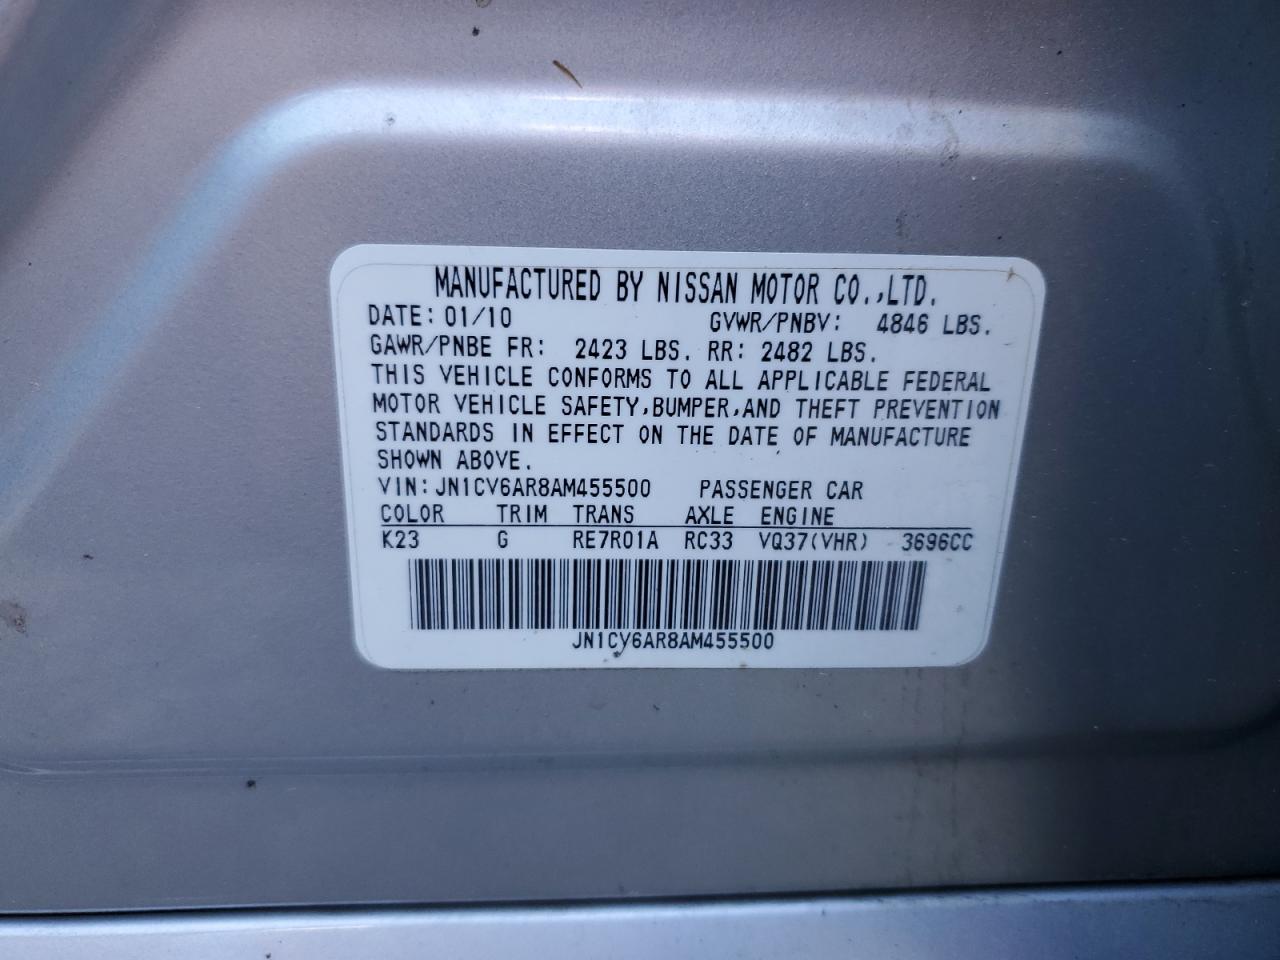 MANUFACTURED BY NISSAN MOTOR CO.,LTD.
DATE: 01/10 GVWR/PNBV: 4846 LBS.
GAWR/PNBE FR: 2423 LBS. RR: 2482 LBS.
THIS VEHICLE CONFORMS TO ALL APPLICABLE FEDERAL
MOTOR VEHICLE SAFETY,BUMPER,AND THEFT PREVENTION
STANDARDS IN EFFECT ON THE DATE OF MANUFACTURE
SHOWN ABOVE.
VIN: JN1CV6AR8AM455500 PASSENGER CAR
COLOR TRIM TRANS AXLE ENGINE
K23 G RE7R01A RC33 VQ37(VHR) 3696CC
JN1CV6AR8AM455500